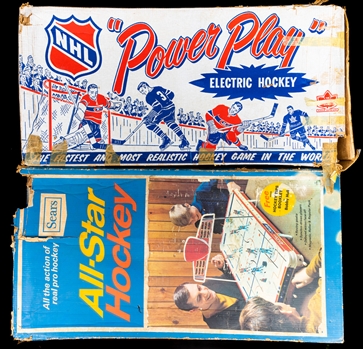 NHL
"Power Play"
ELECTRIC HOCKEY
THE FASTEST AND MOST REALISTIC HOCKEY GAME IN THE WORLD
Sears
All the action of
real pro hockey
All-Star
Hockey
Free